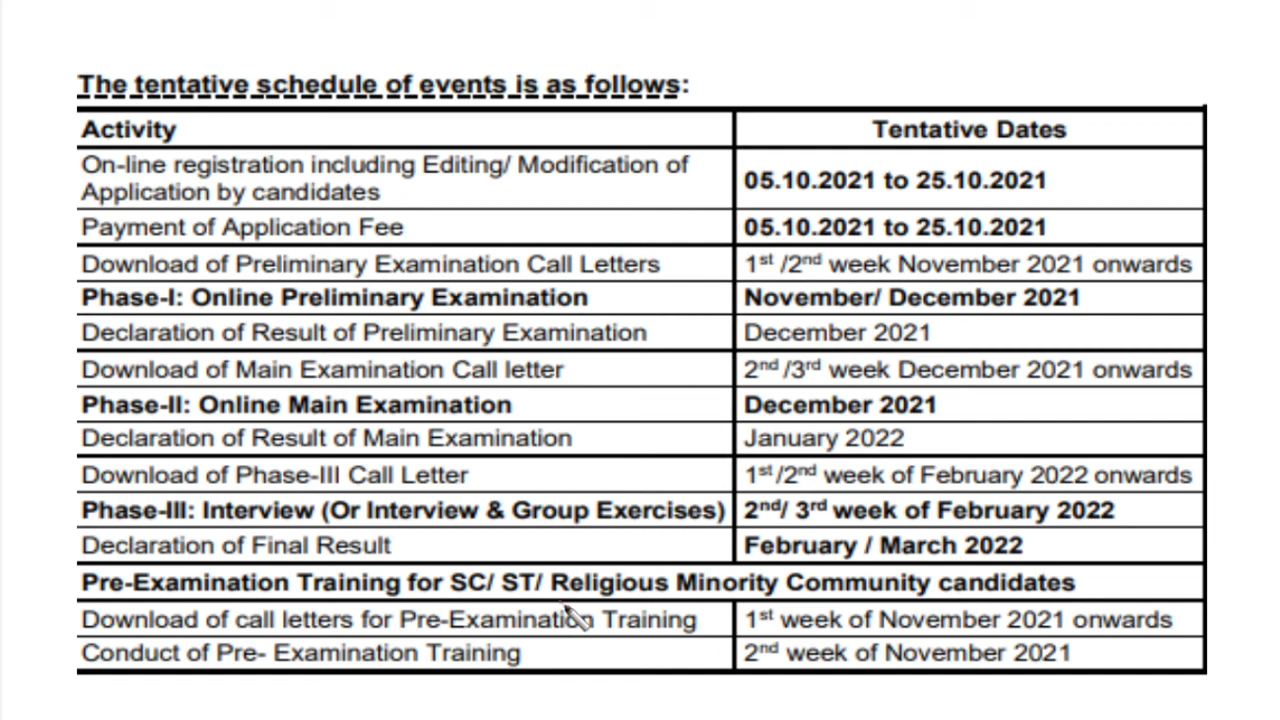 The tentative schedule of events is as follows:
Activity Tentative Dates
On-line registration including Editing/ Modification of
Application by candidates 05.10.2021 to 25.10.2021
Payment of Application Fee 05.10.2021 to 25.10.2021
Download of Preliminary Examination Call Letters 1st /2nd week November 2021 onwards
Phase-I: Online Preliminary Examination November/ December 2021
Declaration of Result of Preliminary Examination December 2021
Download of Main Examination Call letter 2nd /3rd week December 2021 onwards
Phase-II: Online Main Examination December 2021
Declaration of Result of Main Examination January 2022
Download of Phase-III Call Letter 1st /2nd week of February 2022 onwards
Phase-III: Interview (Or Interview & Group Exercises) 2nd/ 3rd week of February 2022
Declaration of Final Result February / March 2022
Pre-Examination Training for SC/ ST/ Religious Minority Community candidates
Download of call letters for Pre-Examination Training 1st week of November 2021 onwards
Conduct of Pre- Examination Training 2nd week of November 2021